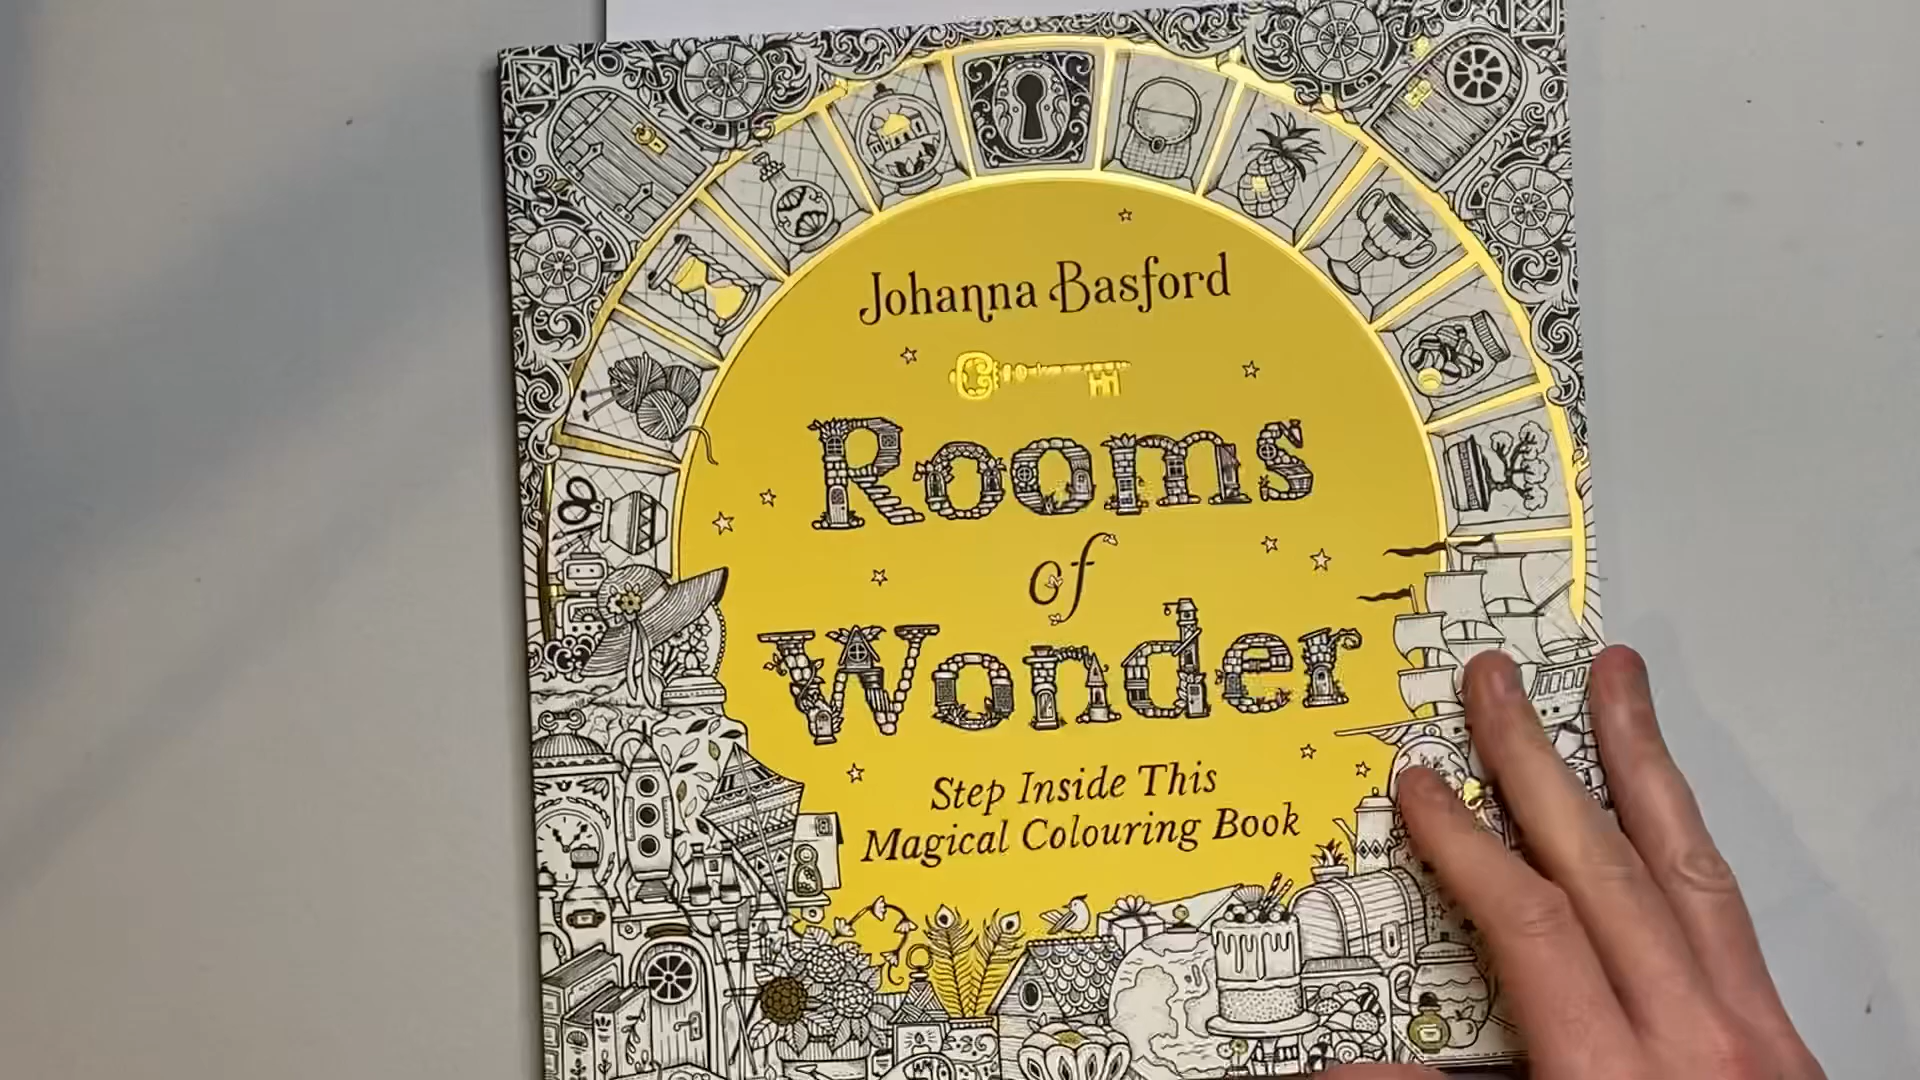 Johanna Basford
Rooms
of
Wonder
Step Inside This
Magical Colouring Book